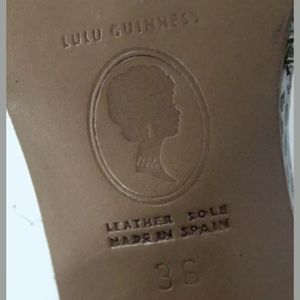 LULU GUINNESS
LEATHER SOLE
MADE IN SPAIN
36